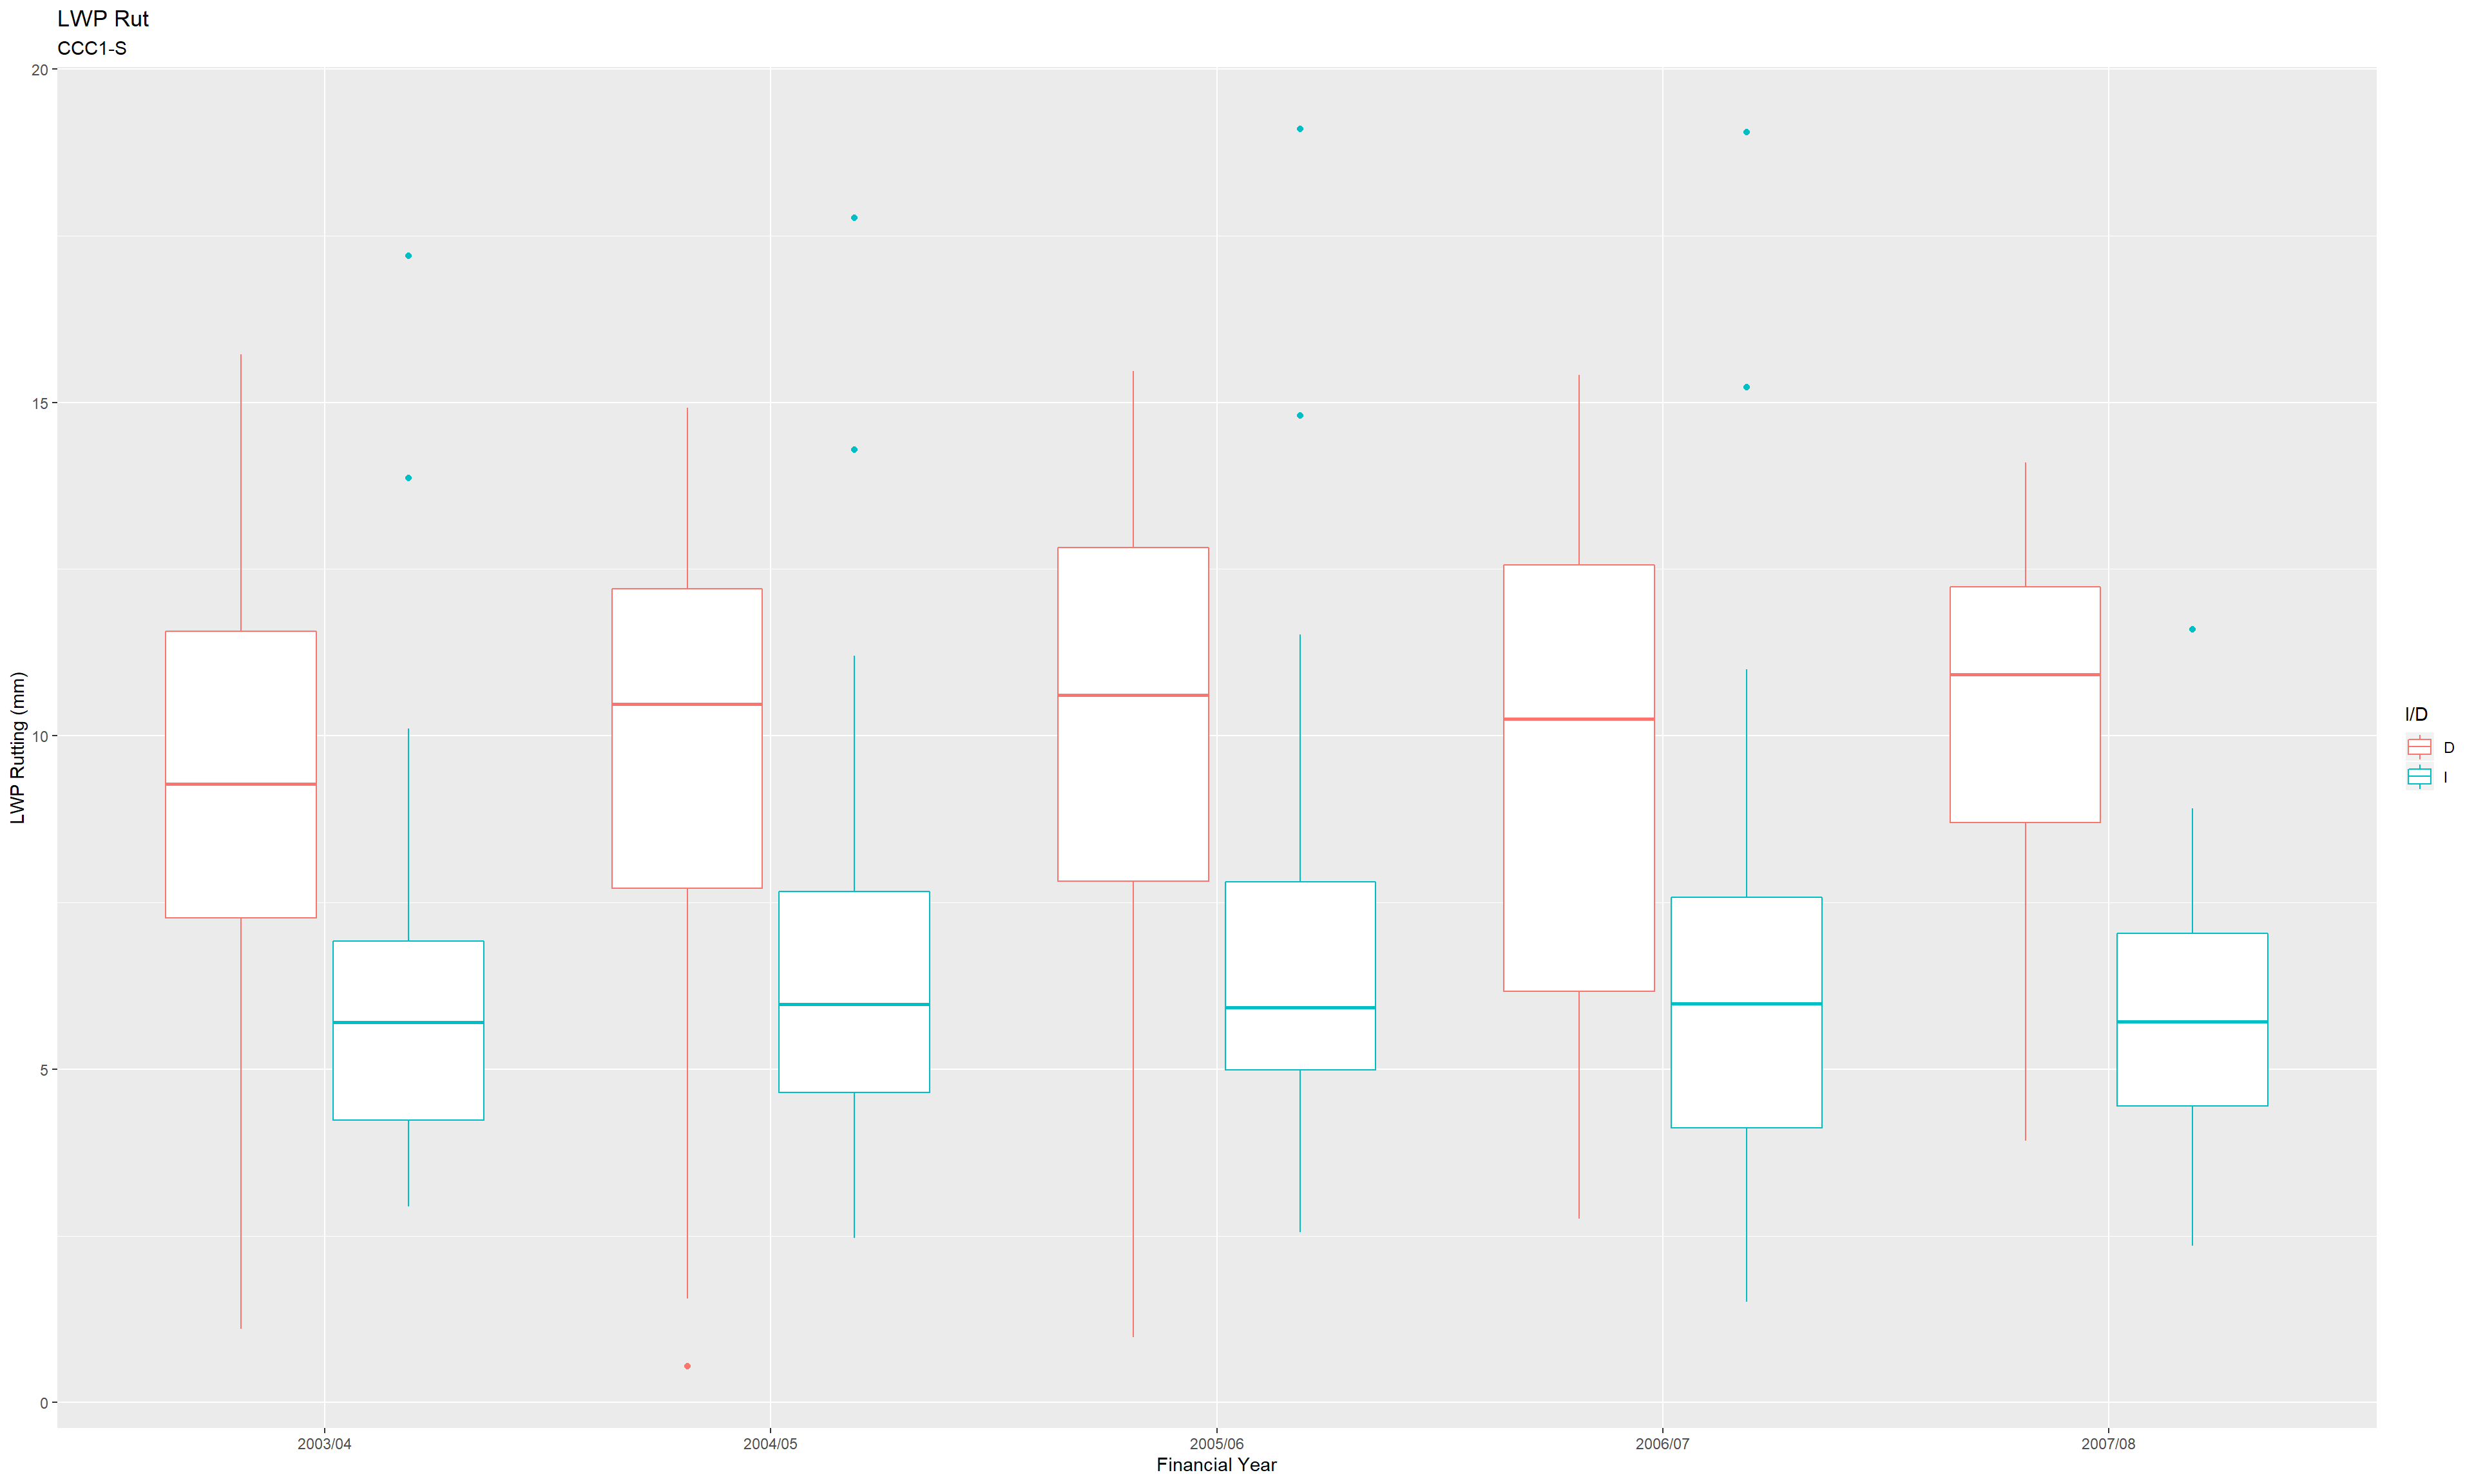 LWP Rut
CCC1-S
20
15
10
5
0
LWP Rutting (mm)
2003/04
2004/05
2005/06
2006/07
2007/08
Financial Year
I/D
D
I